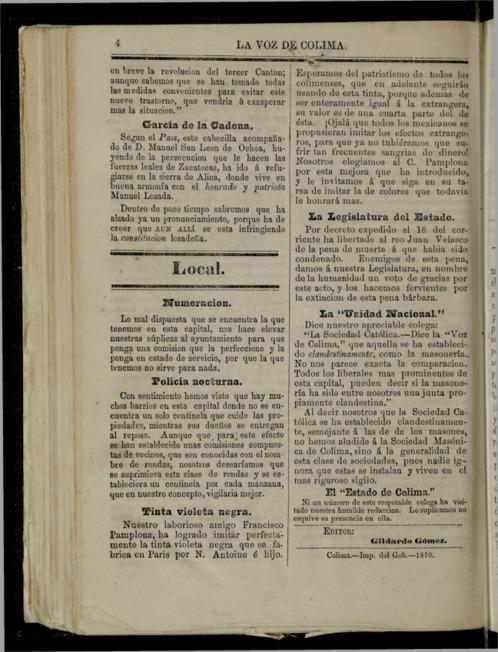 4
LA VOZ DE COLIMA.
en breve la revolucion del tercer Canton;
aunque sabemos que se han tomado todas
las medidas convenientes para evitar este
nuevo trastorno, que vendria à exasperar
mas la situacion."
García de la Cadena.
Segun el Pais, este cabecilla acompaña-
do de D. Manuel San Leon de Ochoa, hu-
yendo de la persecucion que le hacen las
fuerzas leales de Zacatecas, ha ido á refu-
giarse en la sierra de Alica, donde vive en
buena armonía con el honrado y patriota
Manuel Lozada.
Dentro de poco tiempo sabremos que ha
alzado ya un pronunciamiento, porque ha de
creer que AUN ALLÁ se esta infringiendo
la constitucion lozadeña.
Local.
Numeracion.
Lo mal dispuesta que se encuentra la que
tenemos en esta capital, nos hace elevar
nuestras súplicas al ayuntamiento para que
ponga una comision que la perfeccione y la
ponga en estado de servicio, por que la que
tenemos no sirve para nada.
Policía nocturna.
Con sentimiento hemos visto que hay mu-
chos barrios en esta capital donde no se en-
cuentra un solo centinela que cuide las pro-
piedades, mientras sus dueños se entregan
al reposo. Aunque que para este efecto
se han establecido unas comisiones compues-
tas de vecinos, que son conocidas con el nom-
bre de rondas, nosotros desearíamos que
se suprimiera esta clase de rondas y se es-
tableciera un centinela por cada manzana,
que en nuestro concepto, vigilaria mejor.
Tinta violeta negra.
Nuestro laborioso amigo Francisco
Pamplona, ha logrado imitar perfecta-
mente la tinta violeta negra que se fa-
brica en Paris por N. Antoine é hijo.
Esperamos del patriotismo de todos los
colimenses, que en adelante seguirán
usando de esta tinta, porque ademas de
ser enteramente igual á la extrangera,
su valor es de una cuarta parte del de
ésta. ¡Ojalá que todos los mexicanos se
propusieran imitar los efectos extrange-
ros, para que ya no tubiéramos que su-
frir tan frecuentes sangrias de dinero!
Nosotros elogiamos al C. Pamplona
por esta mejora que ha introducido,
y le invitamos á que siga en su ta-
rea de imitar la de colores que todavia
le honrará mas.
La Legislatura del Estado.
Por decreto expedido el 18 del cor-
riente ha libertado al reo Juan Velasco
de la pena de muerte á que habia sido
condenado. Enemigos de esta pena,
damos á nuestra Legislatura, en nombre
de la humanidad un voto de gracias por
este acto, y los hacemos fervientes por
la extincion de esta pena bárbara.
La "Unidad Nacional."
Dice nuestro apreciable colega:
"La Sociedad Católica.—Dice la "Voz
de Colima," que aquella se ha estableci-
do clandestinamente, como la masonería.
No nos parece exacta la comparacion.
Todos los liberales mas prominentes de
esta capital, pueden decir si la masone-
ría ha sido entre nosotros una junta pro-
piamente clandestina."
Al decir nosotros que la Sociedad Ca-
tólica se ha establecido clandestinamen-
te, semejante á las de de los masones,
no hemos aludido á la Sociedad Masóni-
ca de Colima, sino á la generalidad de
esta clase de sociedades, pues nadie ig-
nora que estas se instalan y viven en el
mas riguroso sigilo.
El "Estado de Colima."
Ni un número de este respetable colega ha visi-
tado nuestra humilde redaccion. Le suplicamos no
esquive su presencia en ella.
EDITOR:
Gildardo Gómez.
Colima.—Imp. del Gob.—1870.